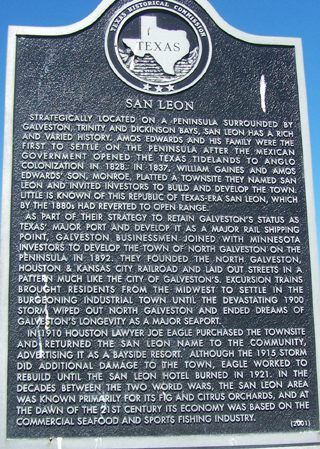 TEXAS HISTORICAL COMMISSION
TEXAS
SAN LEON
STRATEGICALLY LOCATED ON A PENINSULA SURROUNDED BY
GALVESTON, TRINITY AND DICKINSON BAYS, SAN LEON HAS A RICH
AND VARIED HISTORY. AMOS EDWARDS AND HIS FAMILY WERE THE
FIRST TO SETTLE ON THE PENINSULA AFTER THE MEXICAN
GOVERNMENT OPENED THE TEXAS TIDELANDS TO ANGLO
COLONIZATION IN 1828. IN 1837, WILLIAM GAINES AND AMOS
EDWARDS' SON, MONROE, PLATTED A TOWNSITE THEY NAMED SAN
LEON AND INVITED INVESTORS TO BUILD AND DEVELOP THE TOWN.
LITTLE IS KNOWN OF THIS REPUBLIC OF TEXAS-ERA SAN LEON, WHICH
BY THE 1880s HAD REVERTED TO OPEN RANGE.
AS PART OF THEIR STRATEGY TO RETAIN GALVESTON'S STATUS AS
TEXAS' MAJOR PORT AND DEVELOP IT AS A MAJOR RAIL SHIPPING
POINT, GALVESTON BUSINESSMEN JOINED WITH MINNESOTA
INVESTORS TO DEVELOP THE TOWN OF NORTH GALVESTON ON THE
PENINSULA IN 1892. THEY FOUNDED THE NORTH GALVESTON,
HOUSTON & KANSAS CITY RAILROAD AND LAID OUT STREETS IN A
PATTERN MUCH LIKE THE CITY OF GALVESTON'S. EXCURSION TRAINS
BROUGHT RESIDENTS FROM THE MIDWEST TO SETTLE IN THE
BURGEONING INDUSTRIAL TOWN UNTIL THE DEVASTATING 1900
STORM WIPED OUT NORTH GALVESTON AND ENDED DREAMS OF
GALVESTON'S LONGEVITY AS A MAJOR SEAPORT.
IN 1910 HOUSTON LAWYER JOE EAGLE PURCHASED THE TOWNSITE
AND RETURNED THE SAN LEON NAME TO THE COMMUNITY,
ADVERTISING IT AS A BAYSIDE RESORT. ALTHOUGH THE 1915 STORM
DID ADDITIONAL DAMAGE TO THE TOWN, EAGLE WORKED TO
REBUILD UNTIL THE SAN LEON HOTEL BURNED IN 1921. IN THE
DECADES BETWEEN THE TWO WORLD WARS, THE SAN LEON AREA
WAS KNOWN PRIMARILY FOR ITS FIG AND CITRUS ORCHARDS, AND AT
THE DAWN OF THE 21ST CENTURY ITS ECONOMY WAS BASED ON THE
COMMERCIAL SEAFOOD AND SPORTS FISHING INDUSTRY.
(2001)